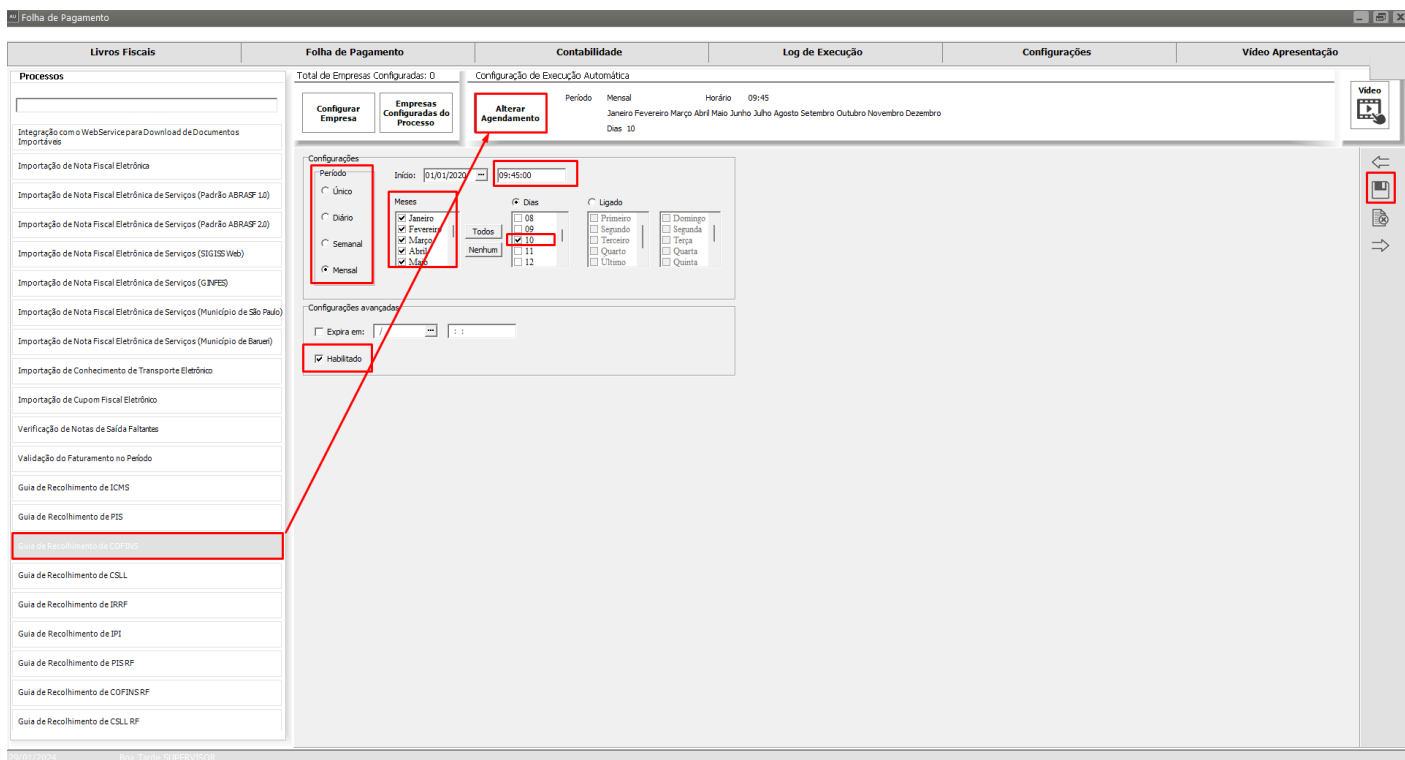 AU Folha de Pagamento
Livros Fiscais
Folha de Pagamento
Contabilidade
Log de Execução
Configurações
Vídeo Apresentação
Processos
Integração com o WebService para Download de Documentos
Importáveis
Importação de Nota Fiscal Eletrônica
Importação de Nota Fiscal Eletrônica de Serviços (Padrão ABRASF 1.0)
Importação de Nota Fiscal Eletrônica de Serviços (Padrão ABRASF 2.0)
Importação de Nota Fiscal Eletrônica de Serviços (SIGISS Web)
Importação de Nota Fiscal Eletrônica de Serviços (GINFES)
Importação de Nota Fiscal Eletrônica de Serviços (Município de São Paulo)
Importação de Nota Fiscal Eletrônica de Serviços (Município de Barueri)
Importação de Conhecimento de Transporte Eletrônico
Importação de Cupom Fiscal Eletrônico
Verificação de Notas de Saída Faltantes
Validação do Faturamento no Período
Guia de Recolhimento de ICMS
Guia de Recolhimento de PIS
Guia de Recolhimento de COFINS
Guia de Recolhimento de CSLL
Guia de Recolhimento de IRRF
Guia de Recolhimento de IPI
Guia de Recolhimento de PIS RF
Guia de Recolhimento de COFINS RF
Guia de Recolhimento de CSLL RF
Total de Empresas Configuradas: 0
Configurar
Empresa
Empresas
Configuradas do
Processo
Configuração de Execução Automática
Alterar
Agendamento
Período Mensal Horário 09:45
Janeiro Fevereiro Março Abril Maio Junho Julho Agosto Setembro Outubro Novembro Dezembro
Dias 10
Vídeo
Configurações
Período
Único
Diário
Semanal
Mensal
Início: 01/01/2020 ... 09:45:00
Meses
Janeiro
Fevereiro
Março
Abril
Maio
Todos
Nenhum
Dias
08
09
10
11
12
Ligado
Primeiro
Segundo
Terceiro
Quarto
Último
Domingo
Segunda
Terça
Quarta
Quinta
Configurações avançadas
Expira em: / ... : :
Habilitado
29/01/2024 Boa Tarde SUPERVISOR